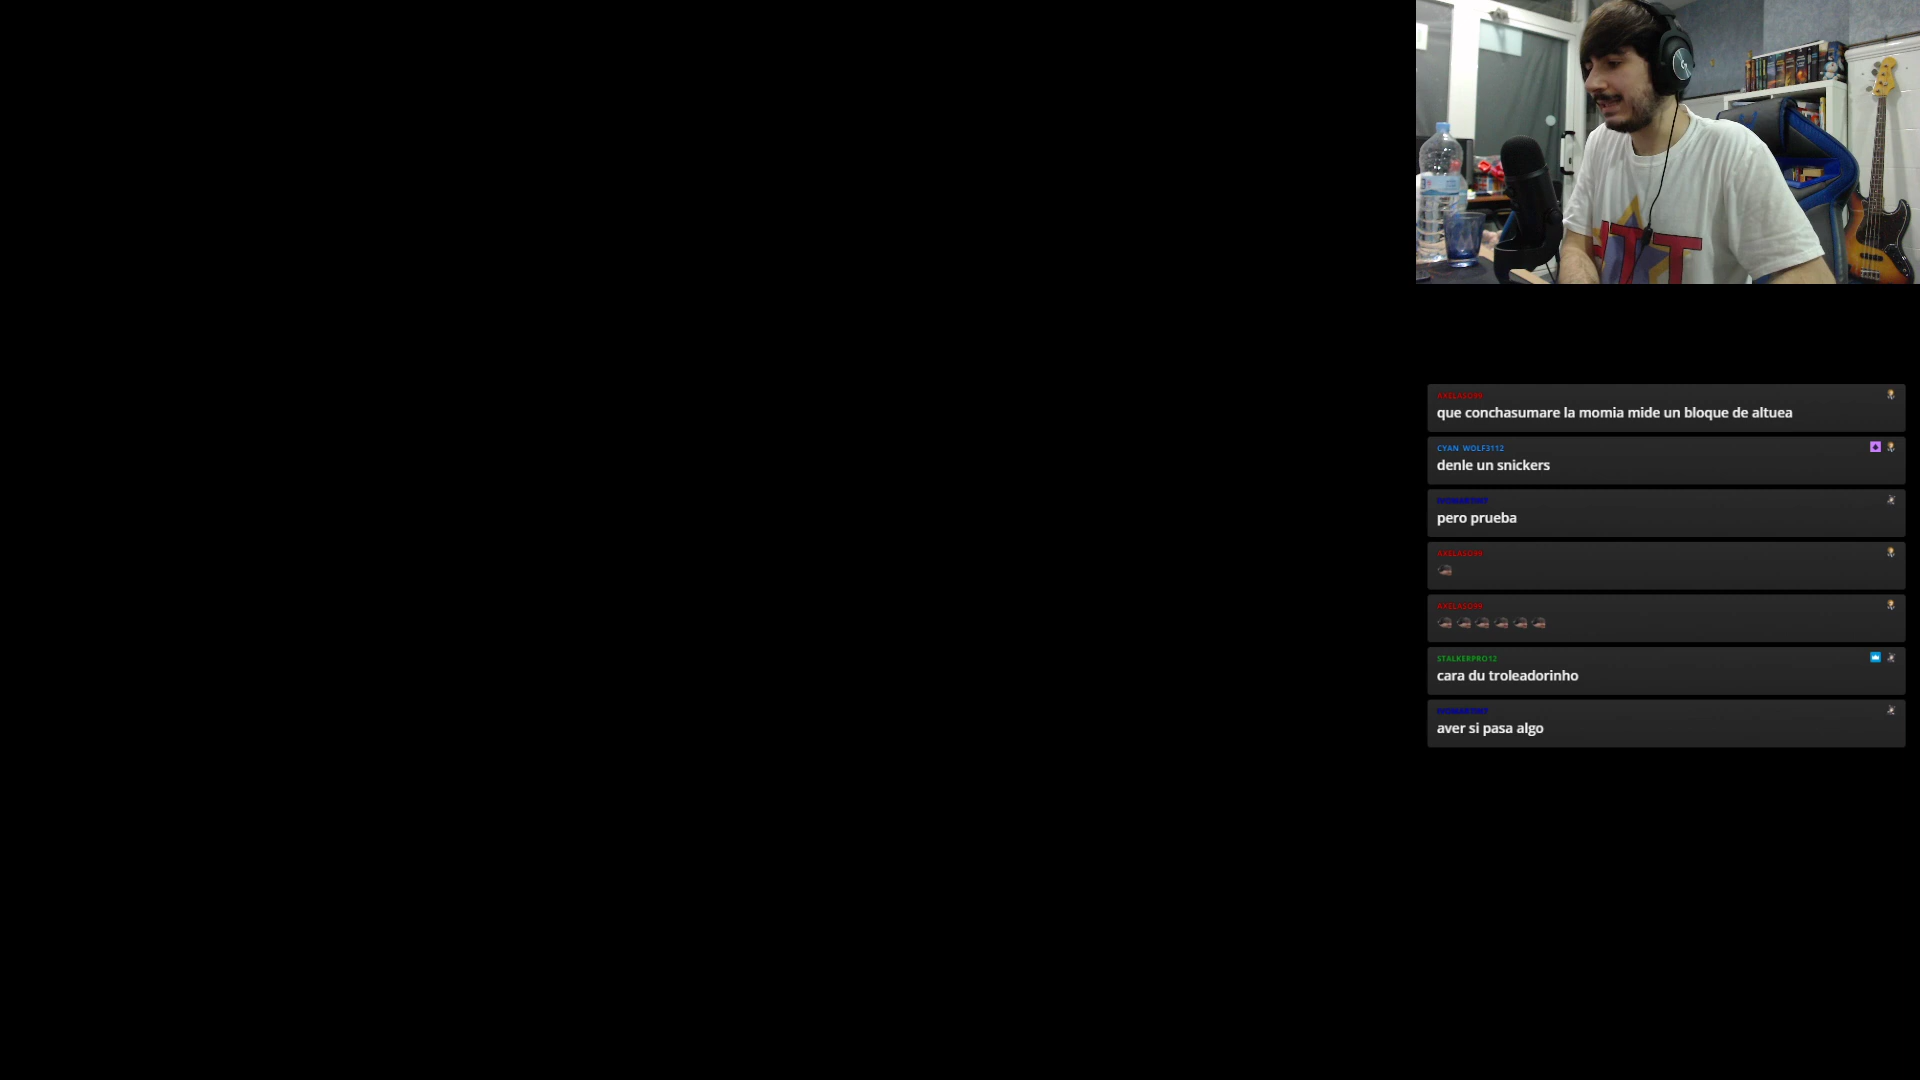 AXELASO98
que conchasumare la momia mide un bloque de altuea
CYAN_WOLF3112
denle un snickers
pero prueba
AXELASO98
AXELASO98
STALKERPRO12
cara du troleadorinho
aver si pasa algo